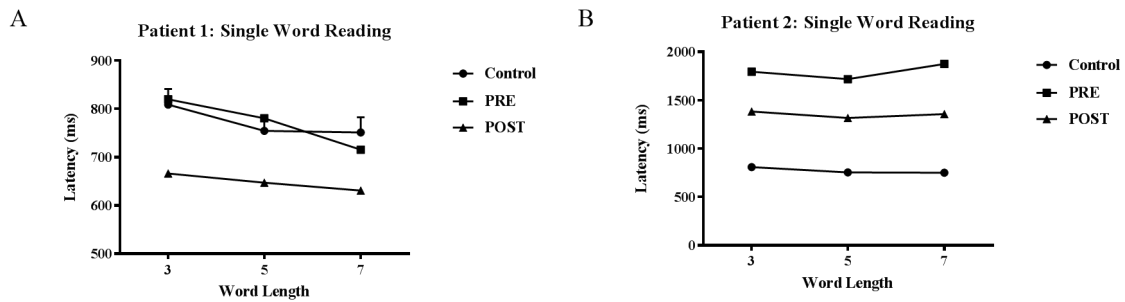 A
Patient 1: Single Word Reading
900
800
700
600
500
Latency (ms)
3 5 7
Word Length
Control
PRE
POST
B
Patient 2: Single Word Reading
2000
1500
1000
500
0
Latency (ms)
3 5 7
Word Length
Control
PRE
POST